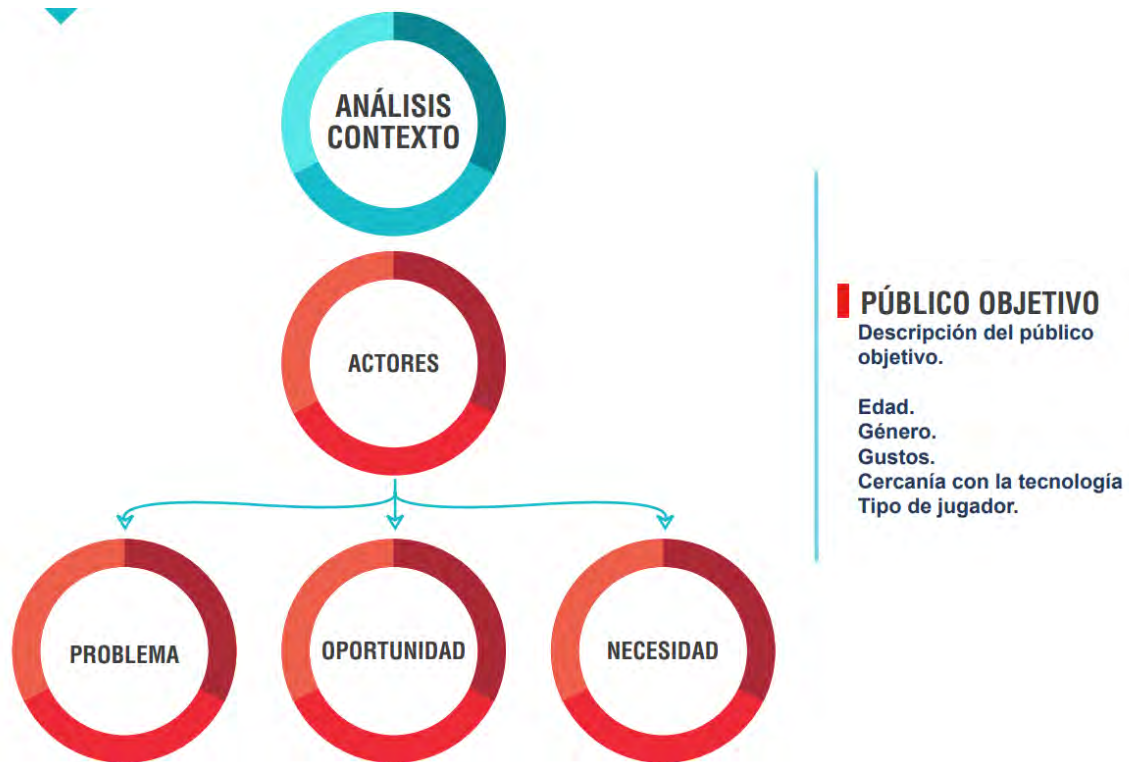 ANÁLISIS
CONTEXTO
ACTORES
PROBLEMA
OPORTUNIDAD
NECESIDAD
PÚBLICO OBJETIVO
Descripción del público
objetivo.
Edad.
Género.
Gustos.
Cercanía con la tecnología
Tipo de jugador.